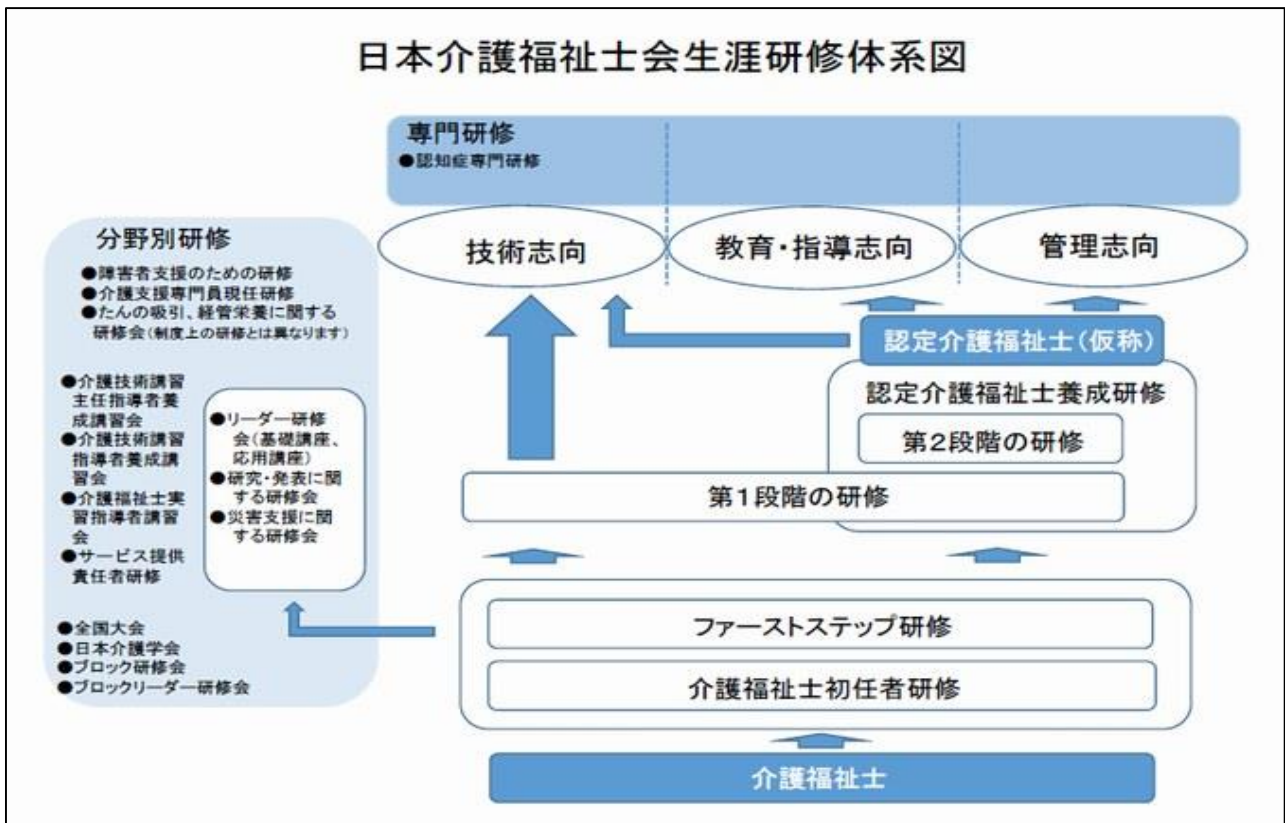 日本介護福祉士会生涯研修体系図
専門研修
●認知症専門研修
技術志向
教育・指導志向
管理志向
分野別研修
●障害者支援のための研修
●介護支援専門員現任研修
●たんの吸引、経管栄養に関する
研修会(制度上の研修とは異なります)
●介護技術講習
主任指導者養
成講習会
●介護技術講習
指導者養成講
習会
●介護福祉士実
習指導者講習
会
●サービス提供
責任者研修
●リーダー研修
会(基礎講座、
応用講座)
●研究・発表に関
する研修会
●災害支援に関
する研修会
●全国大会
●日本介護学会
●ブロック研修会
●ブロックリーダー研修会
認定介護福祉士(仮称)
認定介護福祉士養成研修
第2段階の研修
第1段階の研修
ファーストステップ研修
介護福祉士初任者研修
介護福祉士